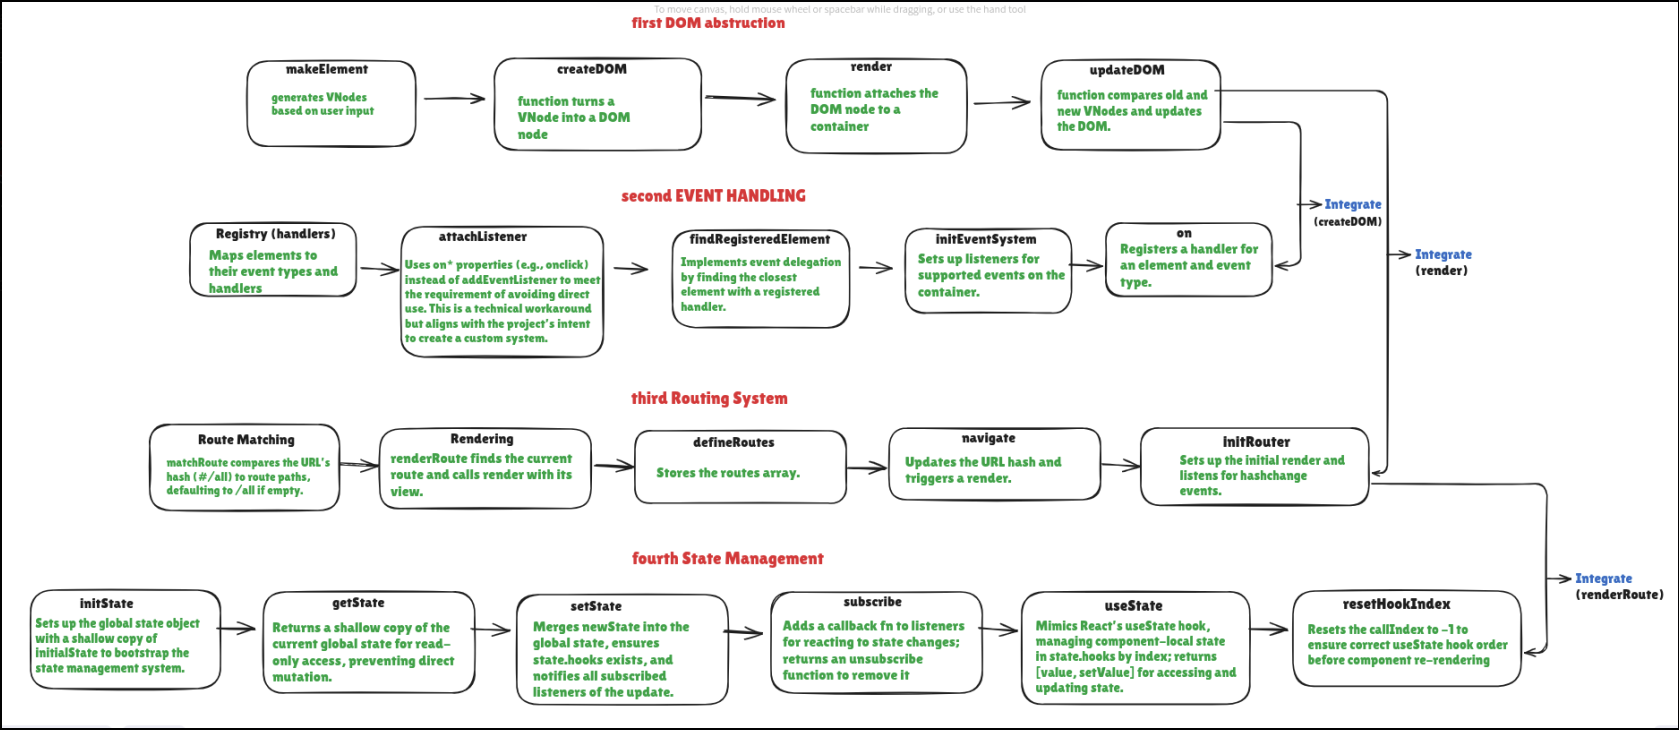 To move canvas, hold mouse wheel or spacebar while dragging, or use the hand tool
first DOM abstruction
makeElement
generates VNodes
based on user input
createDOM
function turns a
VNode into a DOM
node
render
function attaches the
DOM node to a
container
updateDOM
function compares old and
new VNodes and updates
the DOM.
second EVENT HANDLING
Integrate
(createDOM)
Integrate
(render)
Registry (handlers)
Maps elements to
their event types and
handlers
attachListener
Uses on* properties (e.g., onclick)
instead of addEventListener to meet
the requirement of avoiding direct
use. This is a technical workaround
but aligns with the project's intent
to create a custom system.
findRegisteredElement
Implements event delegation
by finding the closest
element with a registered
handler.
initEventSystem
Sets up listeners for
supported events on the
container.
on
Registers a handler for
an element and event
type.
third Routing System
Route Matching
matchRoute compares the URL's
hash (#/all) to route paths,
defaulting to /all if empty.
Rendering
renderRoute finds the current
route and calls render with its
view.
defineRoutes
Stores the routes array.
navigate
Updates the URL hash and
triggers a render.
initRouter
Sets up the initial render and
listens for hashchange
events.
fourth State Management
Integrate
(renderRoute)
initState
Sets up the global state object
with a shallow copy of
initialState to bootstrap the
state management system.
getState
Returns a shallow copy of the
current global state for read-
only access, preventing direct
mutation.
setState
Merges newState into the
global state, ensures
state.hooks exists, and
notifies all subscribed
listeners of the update.
subscribe
Adds a callback fn to listeners
for reacting to state changes;
returns an unsubscribe
function to remove it
useState
Mimics React's useState hook,
managing component-local state
in state.hooks by index; returns
[value, setValue] for accessing and
updating state.
resetHookIndex
Resets the callIndex to -1 to
ensure correct useState hook order
before component re-rendering